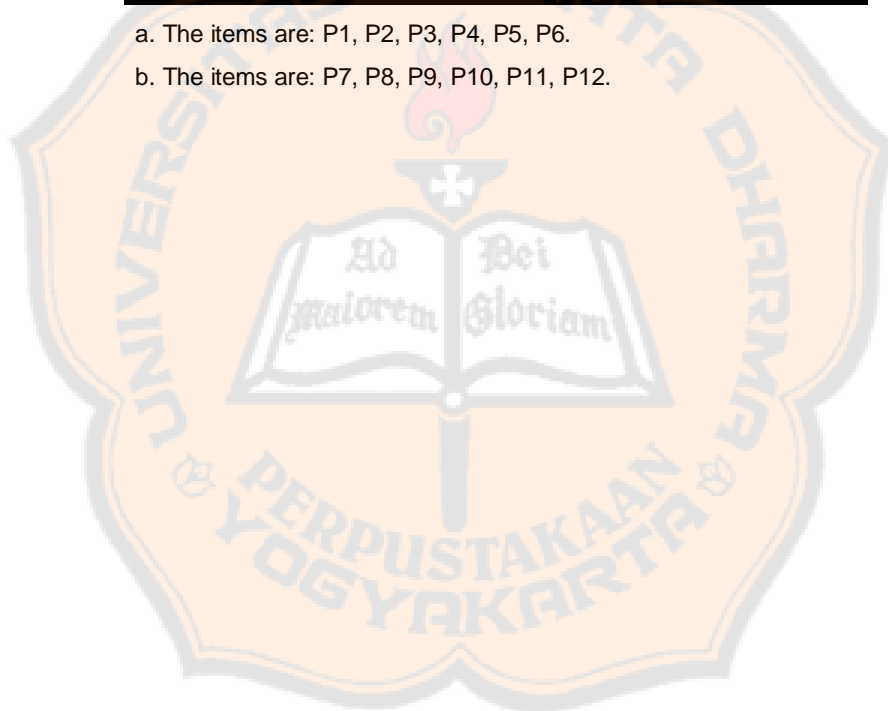 a. The items are: P1, P2, P3, P4, P5, P6.
b. The items are: P7, P8, P9, P10, P11, P12.
UNIVERSITAS DHARMA
Ad Dei
Maiorem Gloriam
PERPUSTAKAAN
YOGYAKARTA